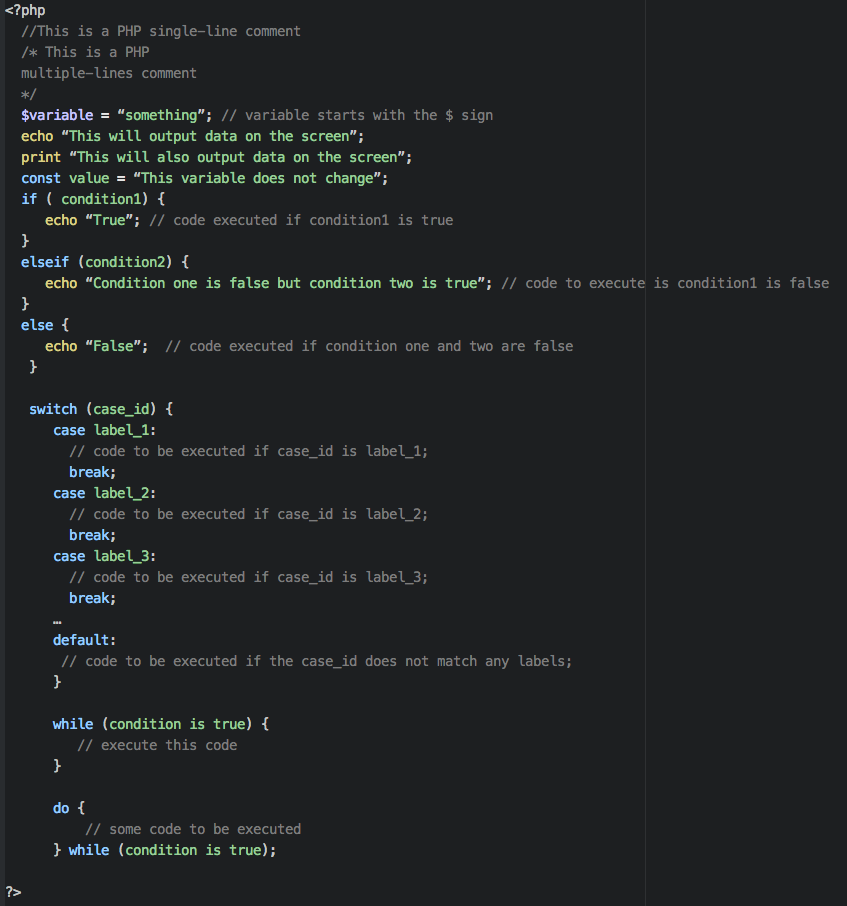 <?php
//This is a PHP single-line comment
/* This is a PHP
multiple-lines comment
*/
$variable = “something”; // variable starts with the $ sign
echo “This will output data on the screen”;
print “This will also output data on the screen”;
const value = “This variable does not change”;
if ( condition1) {
echo “True”; // code executed if condition1 is true
}
elseif (condition2) {
echo “Condition one is false but condition two is true”; // code to execute is condition1 is false
}
else {
echo “False”;  // code executed if condition one and two are false
}
switch (case_id) {
case label_1:
// code to be executed if case_id is label_1;
break;
case label_2:
// code to be executed if case_id is label_2;
break;
case label_3:
// code to be executed if case_id is label_3;
break;
…
default:
// code to be executed if the case_id does not match any labels;
}
while (condition is true) {
// execute this code
}
do {
// some code to be executed
} while (condition is true);
?>